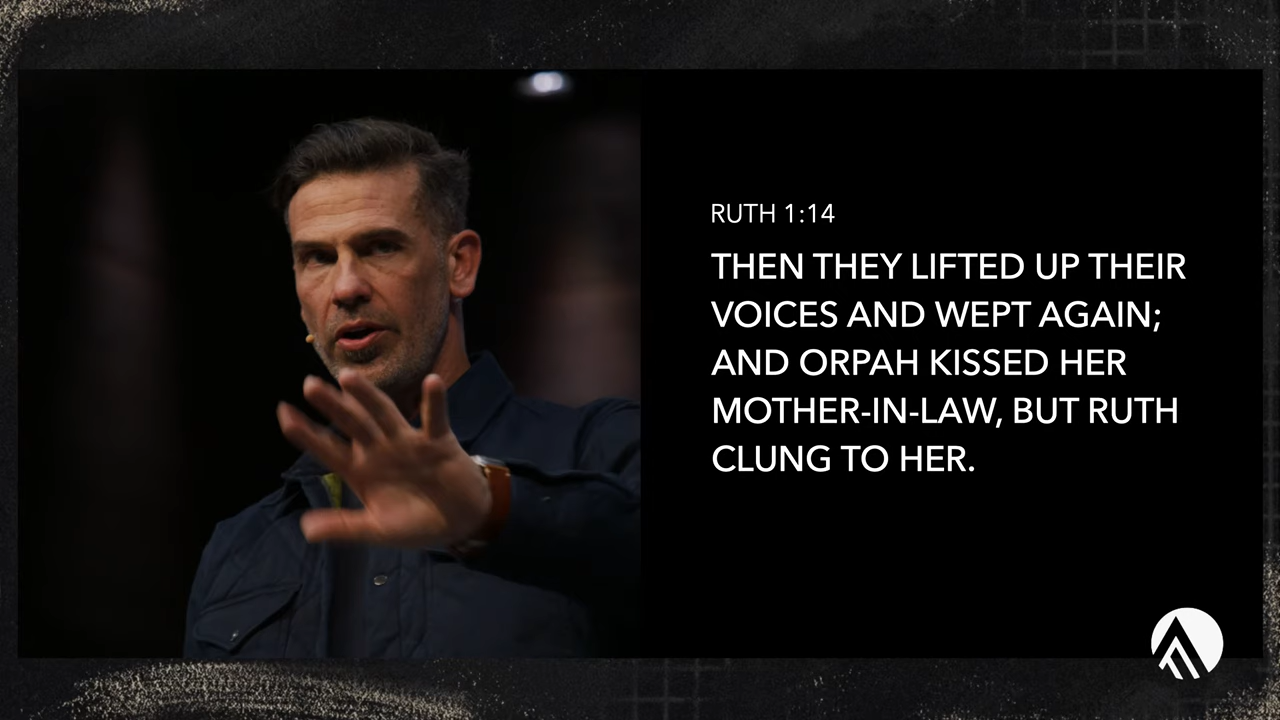 RUTH 1:14
THEN THEY LIFTED UP THEIR
VOICES AND WEPT AGAIN;
AND ORPAH KISSED HER
MOTHER-IN-LAW, BUT RUTH
CLUNG TO HER.